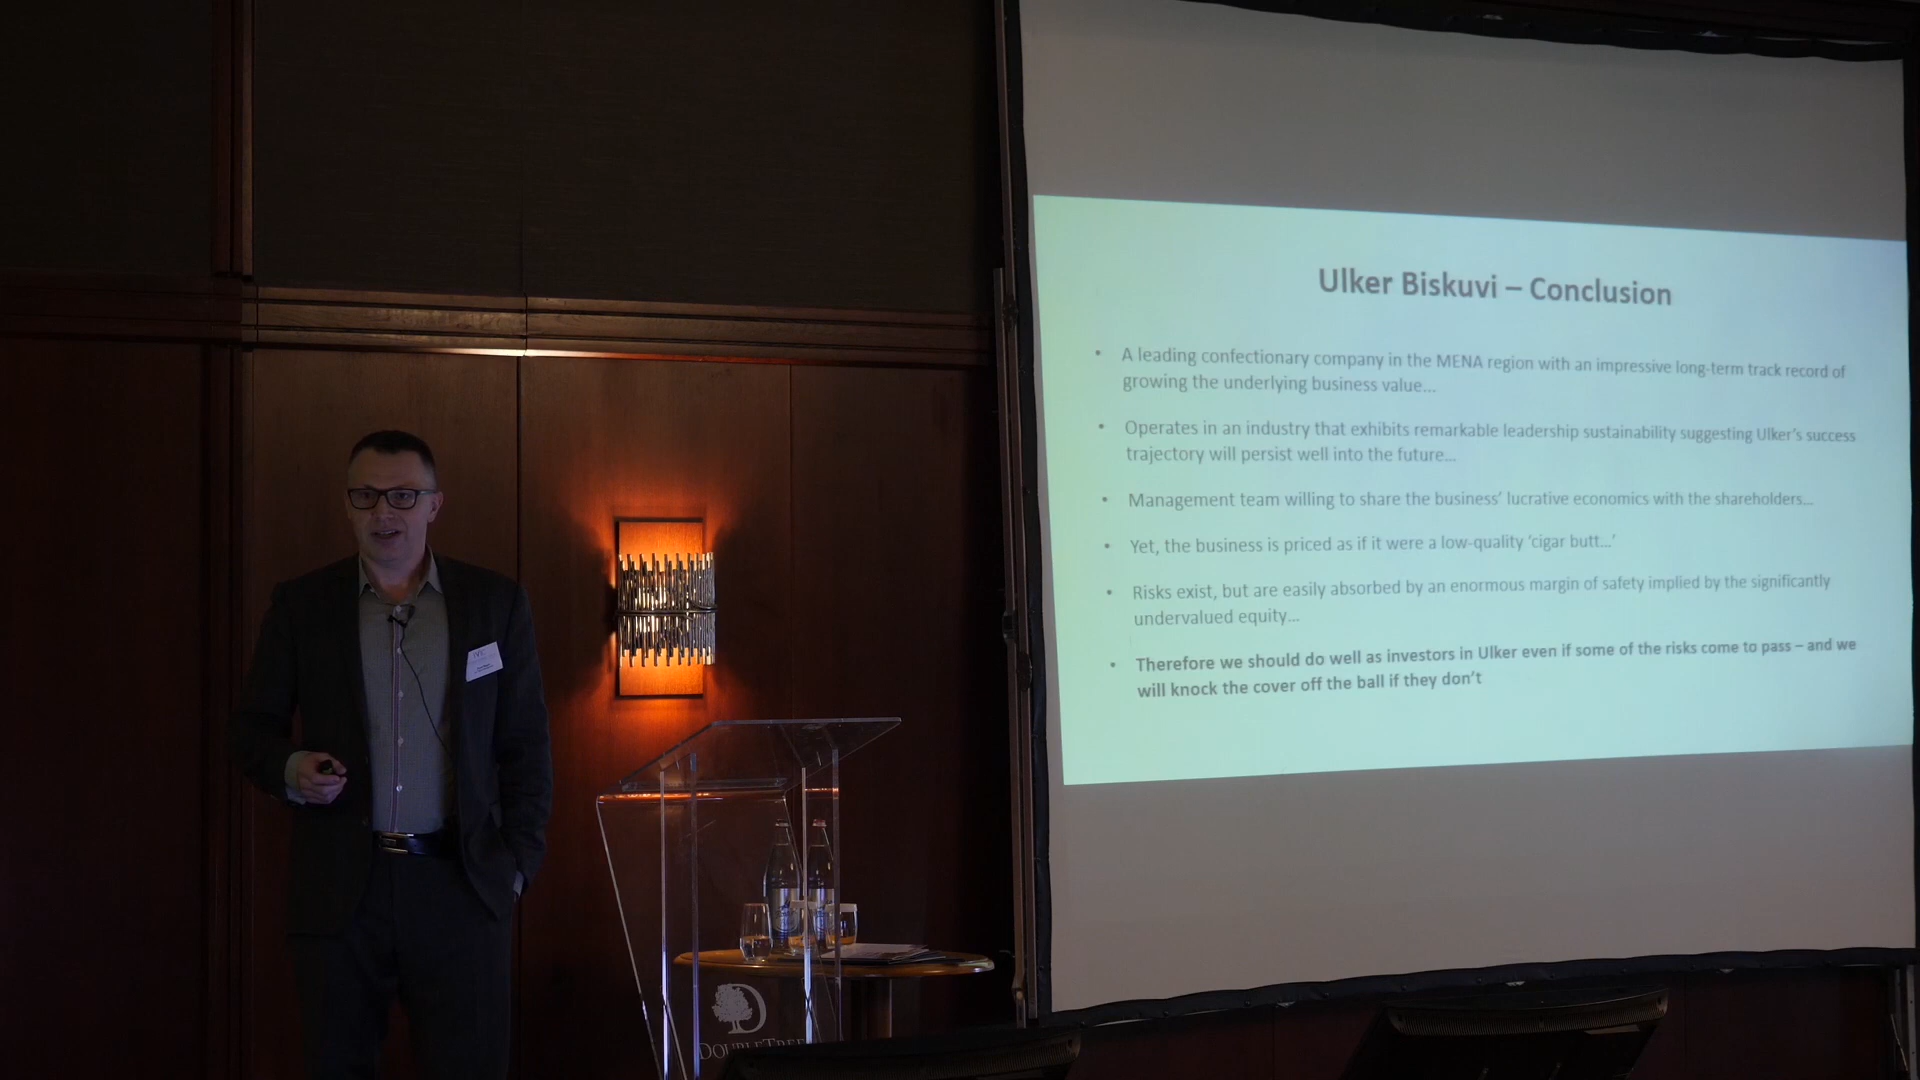 Ulker Biskuvi – Conclusion
• A leading confectionary company in the MENA region with an impressive long-term track record of
growing the underlying business value...
• Operates in an industry that exhibits remarkable leadership sustainability suggesting Ulker's success
trajectory will persist well into the future...
• Management team willing to share the business' lucrative economics with the shareholders...
• Yet, the business is priced as if it were a low-quality 'cigar butt...'
• Risks exist, but are easily absorbed by an enormous margin of safety implied by the significantly
undervalued equity...
• Therefore we should do well as investors in Ulker even if some of the risks come to pass – and we
will knock the cover off the ball if they don't
D
DOUBLETREE